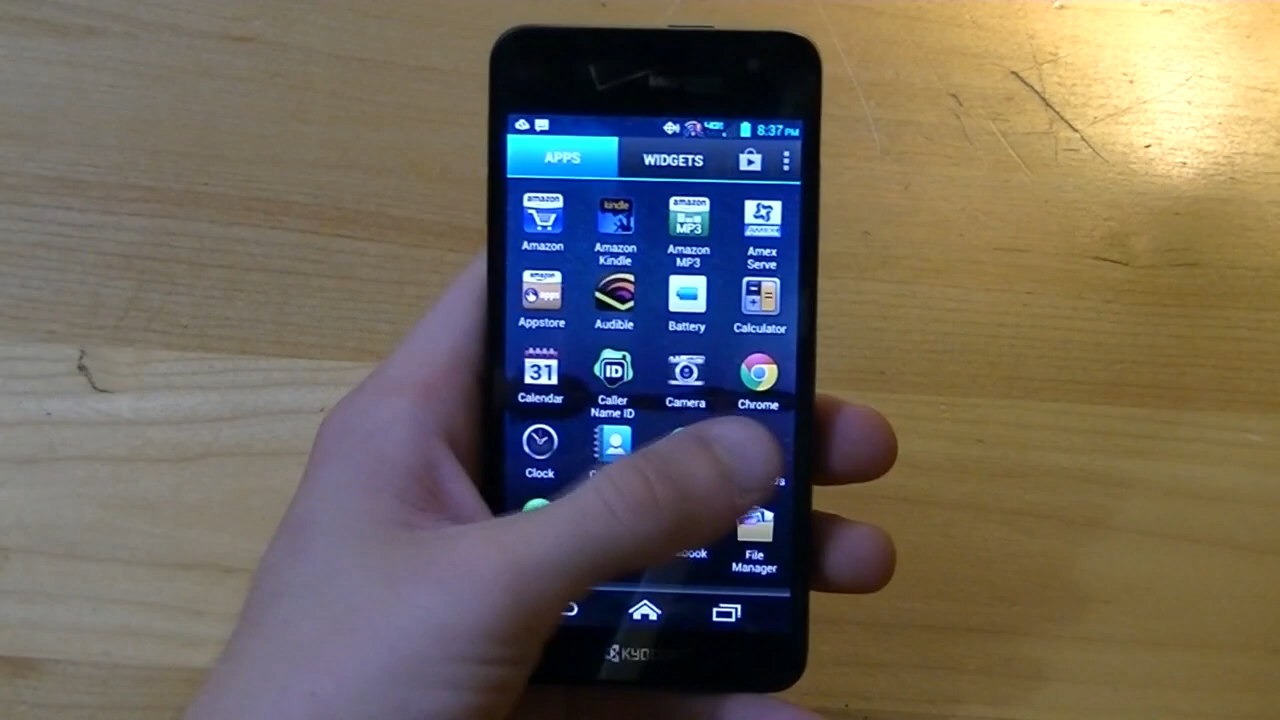 8:37 PM
APPS WIDGETS
amazon kindle amazon
MP3 AMEX
Amazon Amazon Amazon Amex
Kindle MP3 Serve
amazon
apps
Appstore Audible Battery Calculator
31 ID
Calendar Caller Camera Chrome
Name ID
Clock
File
Manager